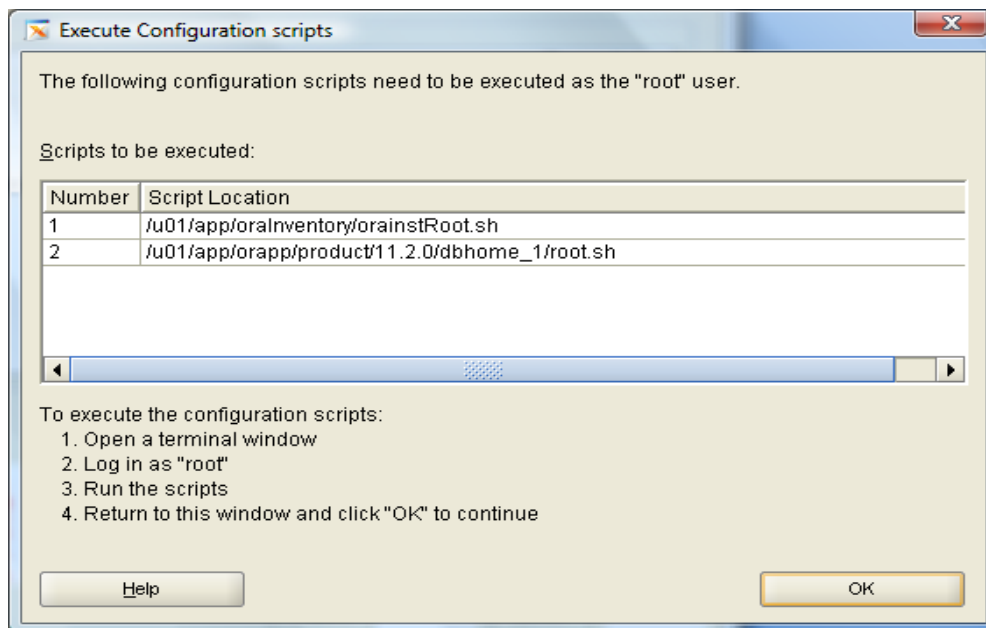 Execute Configuration scripts
The following configuration scripts need to be executed as the "root" user.
Scripts to be executed:
Number Script Location
1 /u01/app/oraInventory/orainstRoot.sh
2 /u01/app/orapp/product/11.2.0/dbhome_1/root.sh
To execute the configuration scripts:
1. Open a terminal window
2. Log in as "root"
3. Run the scripts
4. Return to this window and click "OK" to continue
Help OK